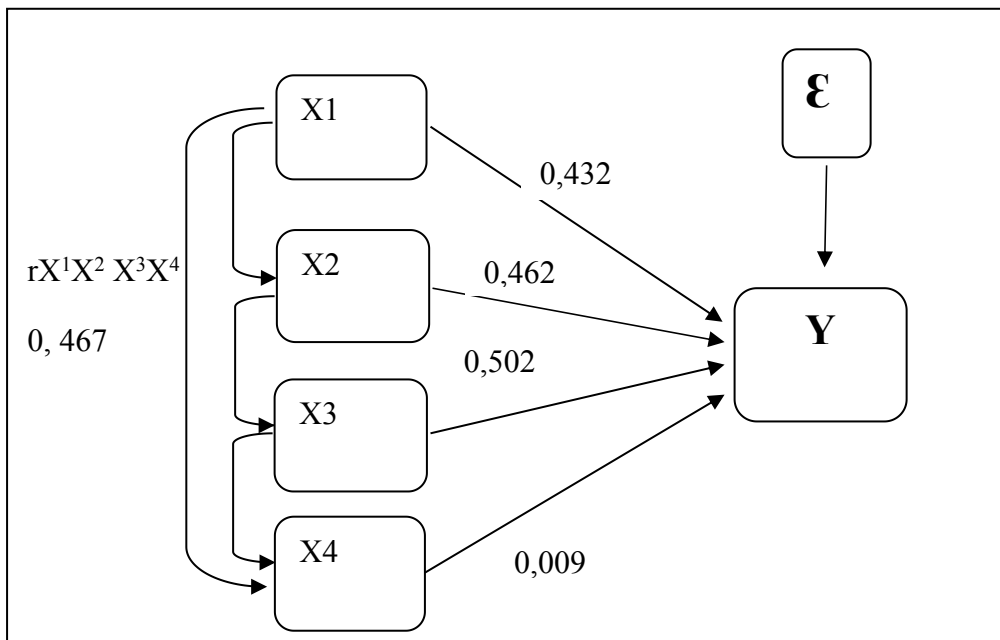 X1
ε
0,432
X2
rX¹X² X³X⁴
0,462
0, 467
Y
0,502
X3
X4
0,009